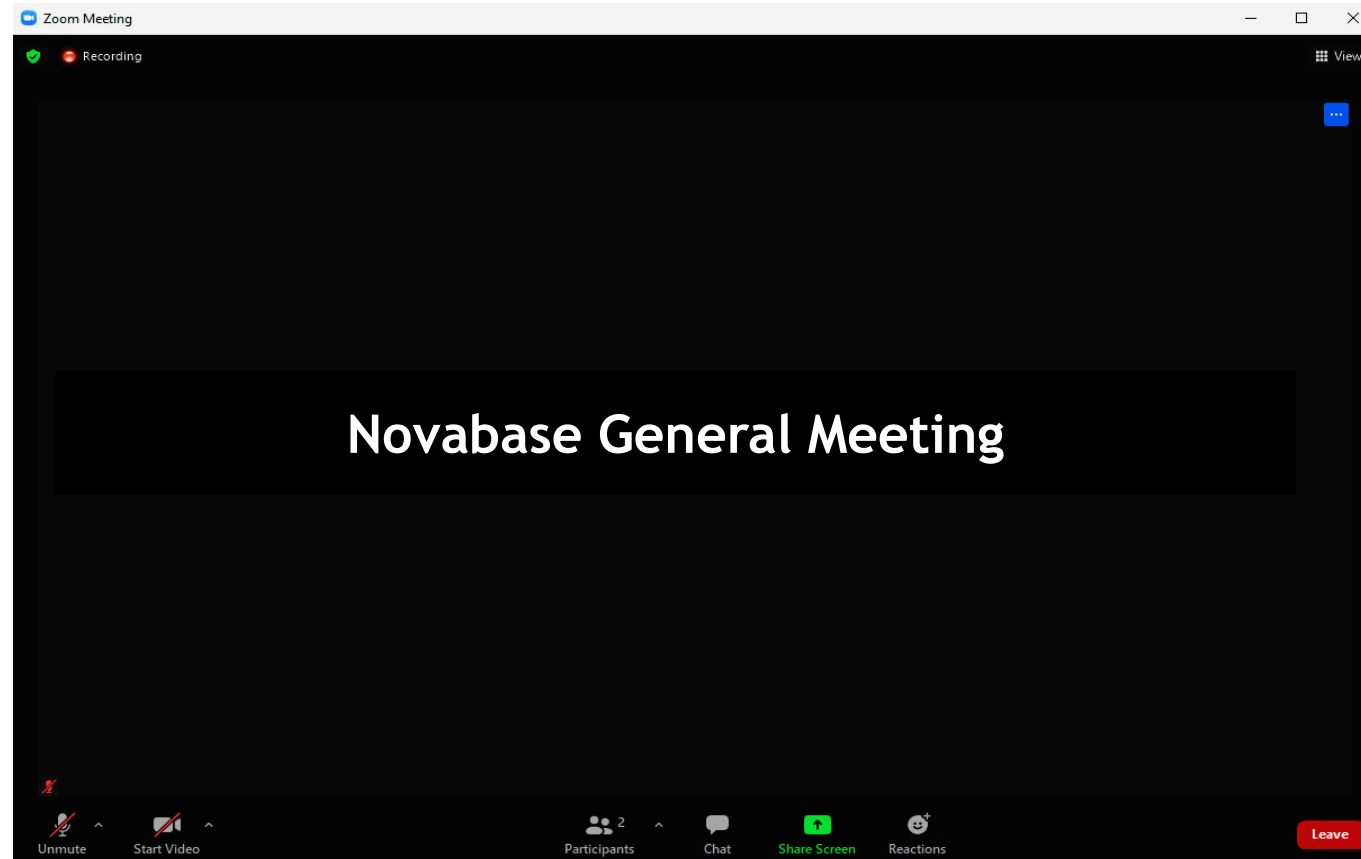 Zoom Meeting
Recording
View
Novabase General Meeting
Unmute
Start Video
2
Participants
Chat
Share Screen
Reactions
Leave